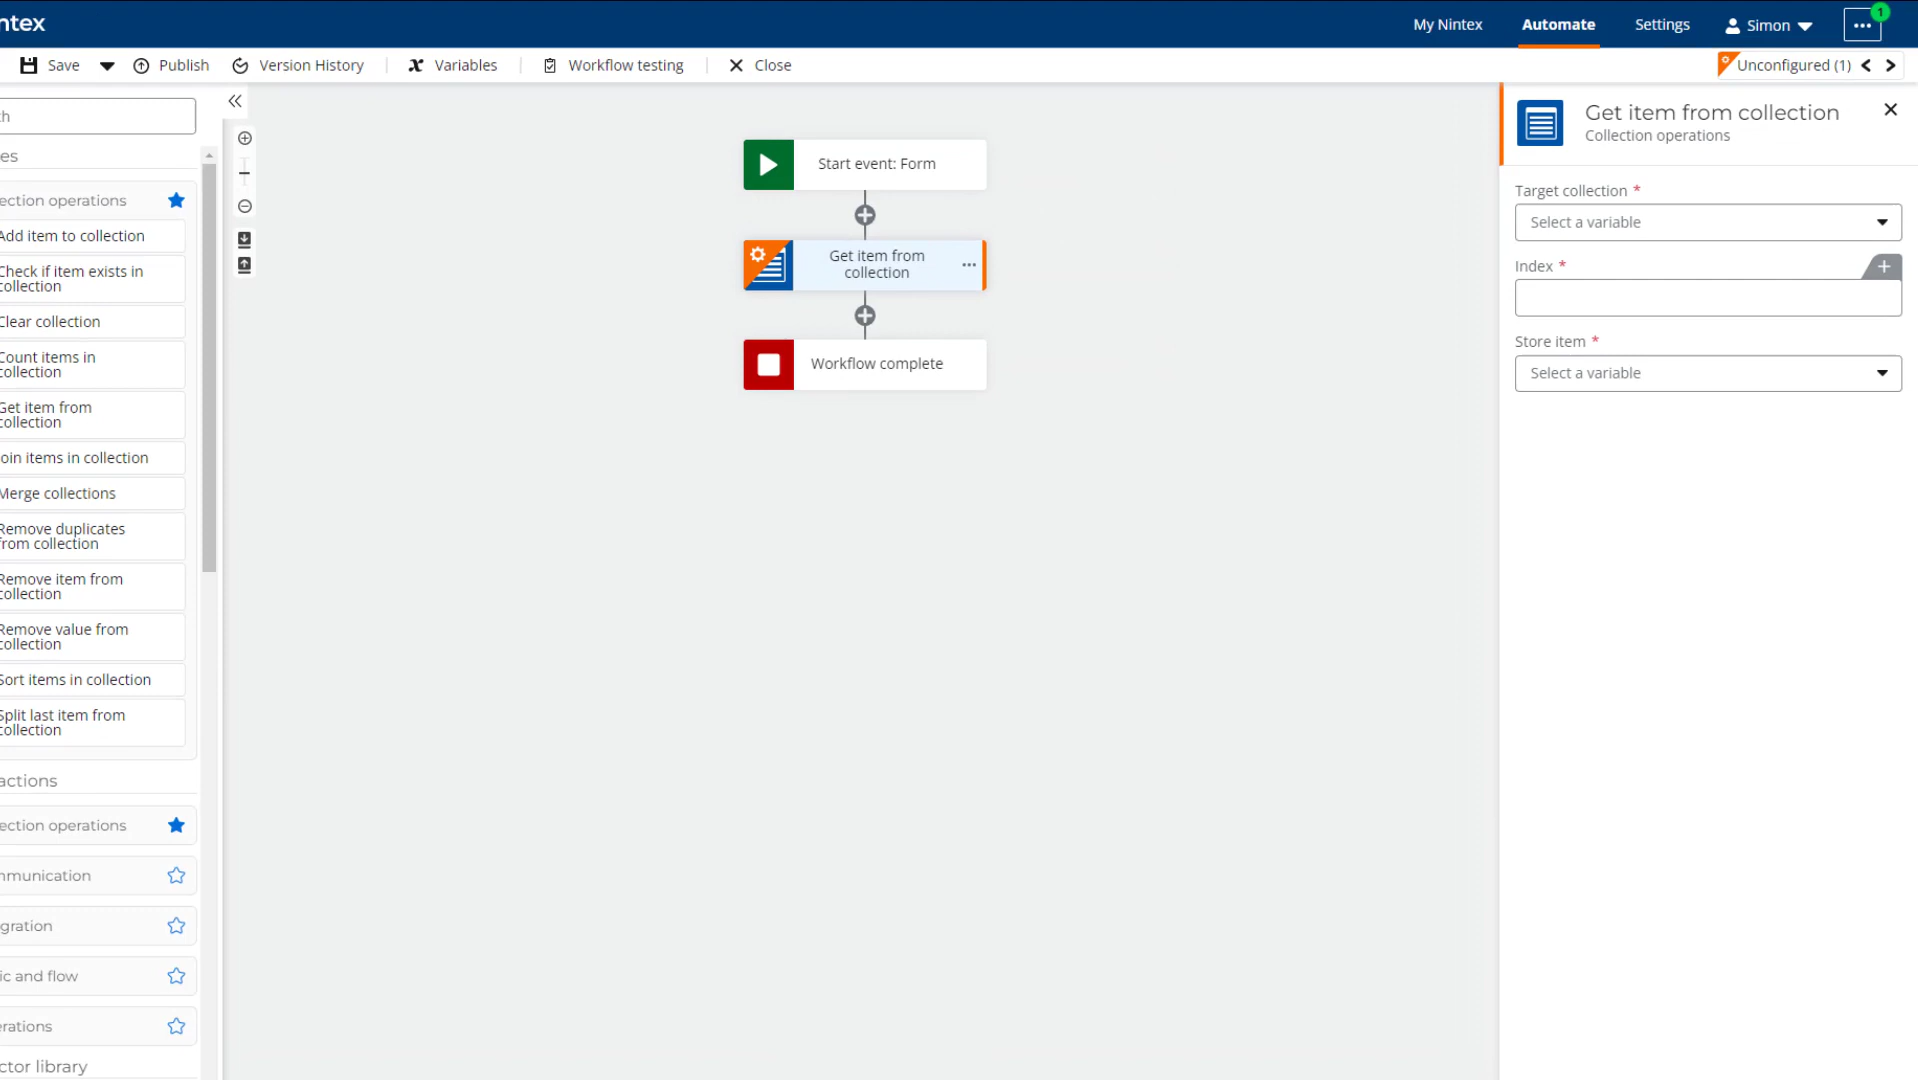 ntex
My Nintex
Automate
Settings
Simon
1
Save
Publish
Version History
Variables
Workflow testing
Close
Unconfigured (1)
h
es
ection operations
Add item to collection
Check if item exists in
collection
Clear collection
Count items in
collection
Get item from
collection
oin items in collection
Merge collections
Remove duplicates
from collection
Remove item from
collection
Remove value from
collection
Sort items in collection
Split last item from
collection
actions
ection operations
mmunication
gration
ic and flow
erations
ctor library
Start event: Form
Get item from
collection
Workflow complete
Get item from collection
Collection operations
Target collection *
Select a variable
Index *
Store item *
Select a variable